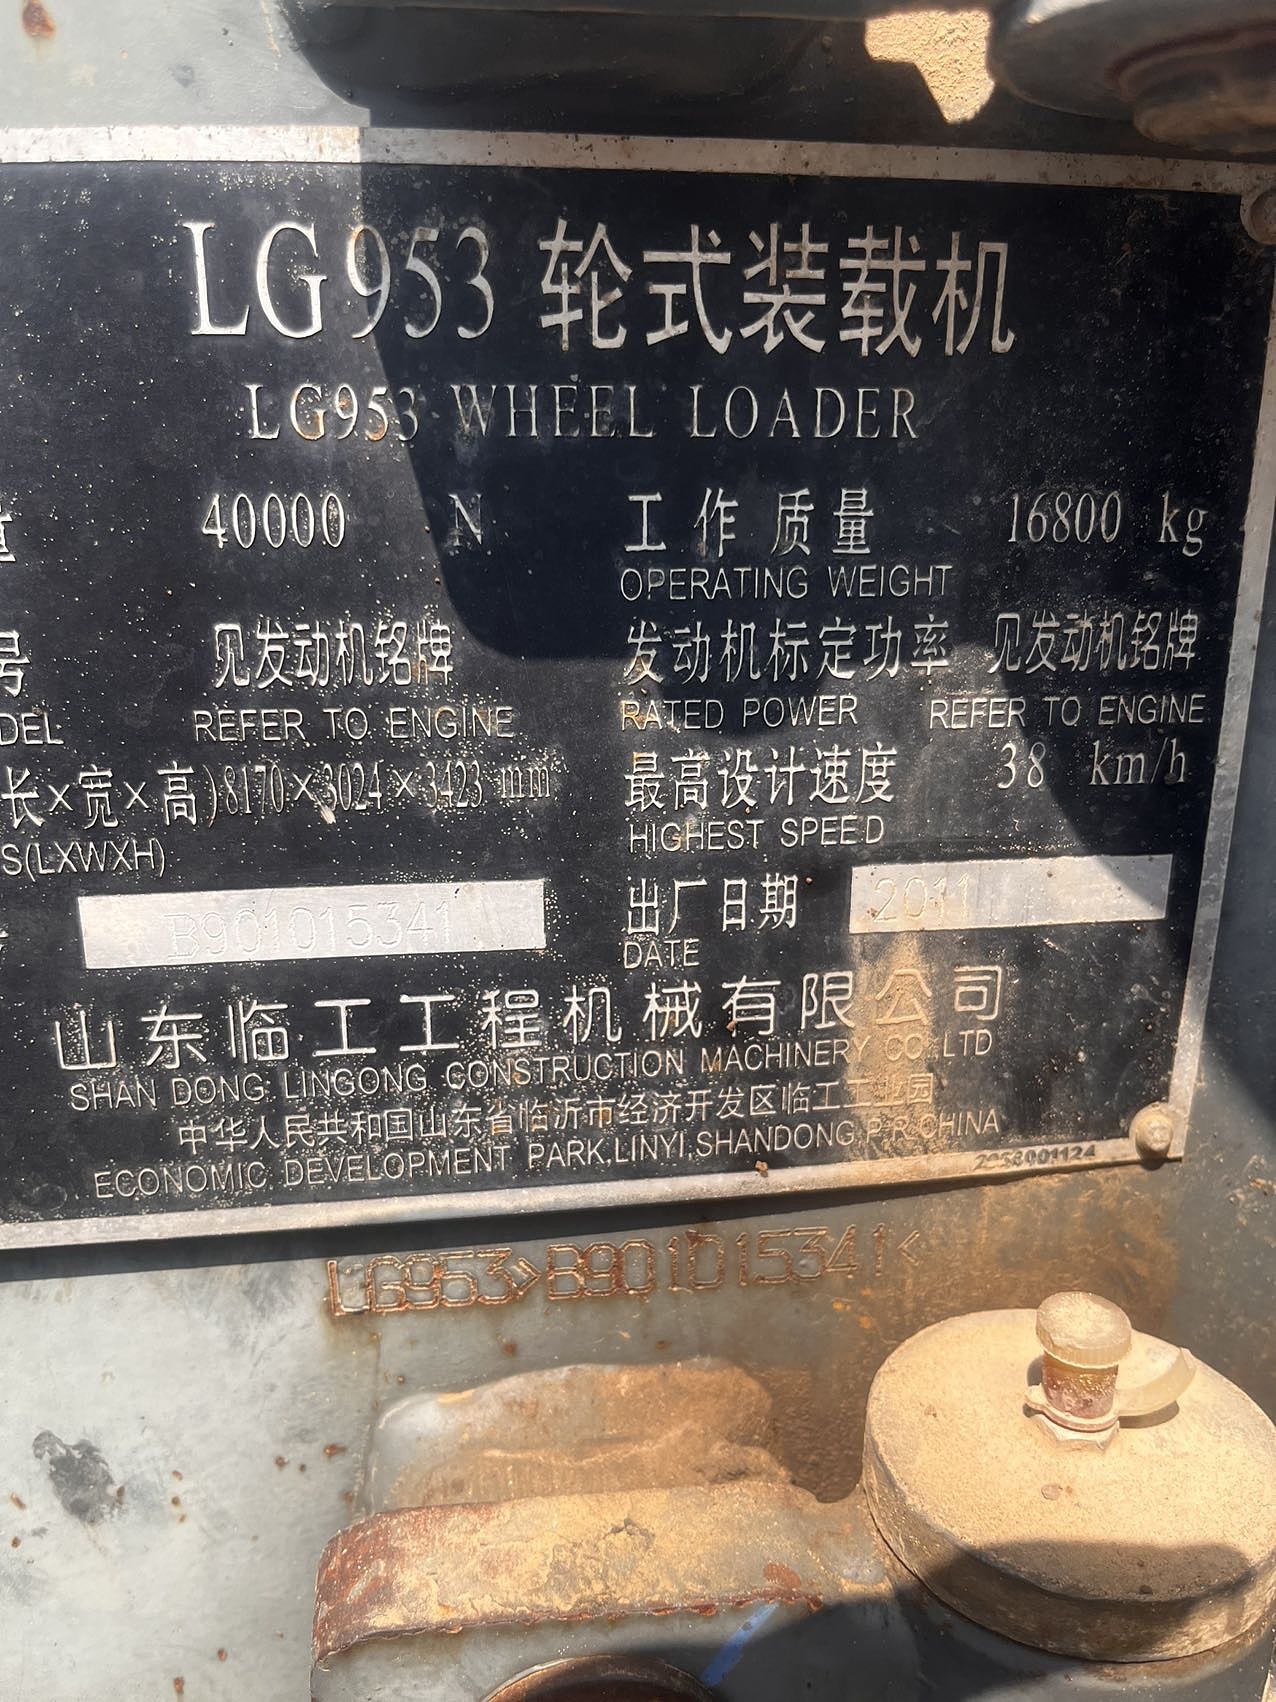 LG953 轮式装载机
LG953 WHEEL LOADER
量 40000 N 工作质量 16800 kg
OPERATING WEIGHT
号 见发动机铭牌 发动机标定功率 见发动机铭牌
DEL REFER TO ENGINE RATED POWER REFER TO ENGINE
长×宽×高)8170×3024×3423 mm 最高设计速度 38 km/h
S(LXWXH) HIGHEST SPEED
B901015341 出厂日期 2011
DATE
山东临工工程机械有限公司
SHAN DONG LINGONG CONSTRUCTION MACHINERY CO LTD
中华人民共和国山东省临沂市经济开发区临工工业园
ECONOMIC DEVELOPMENT PARK,LINYI,SHANDONG,P.R.CHINA
LG953>B901015341<